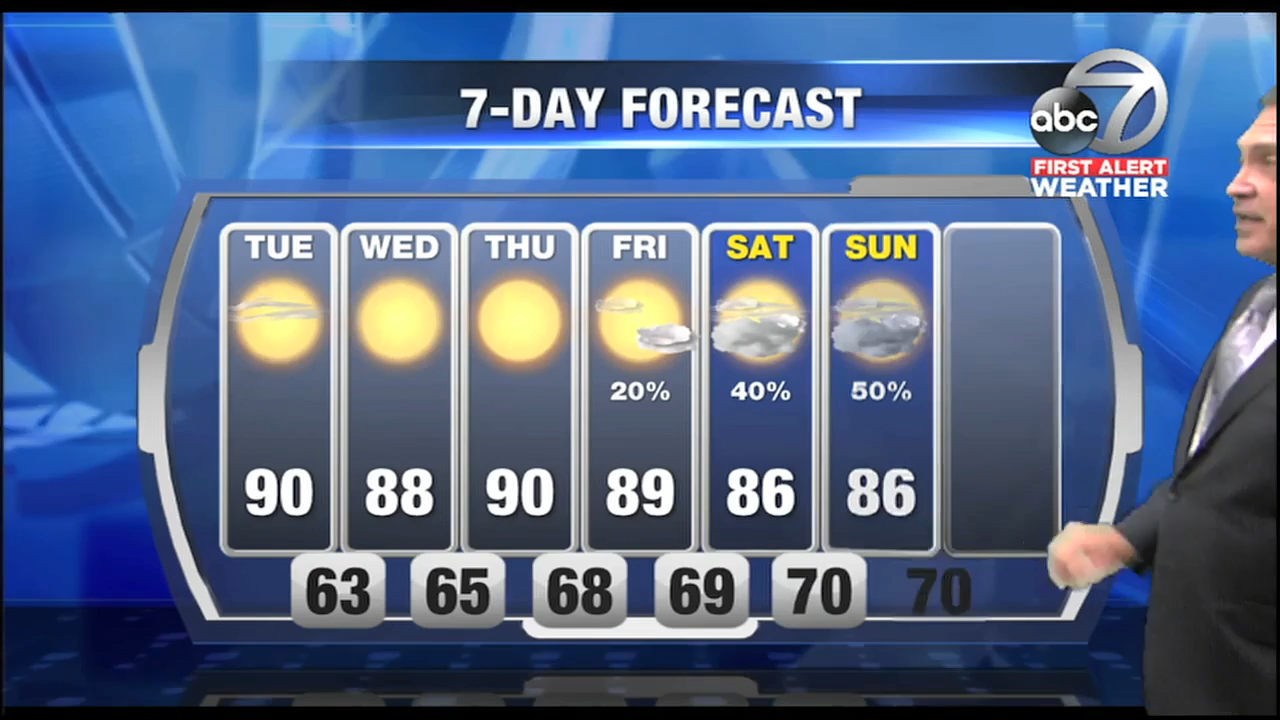 7-DAY FORECAST
abc 7
FIRST ALERT
WEATHER
TUE WED THU FRI SAT SUN
20% 40% 50%
90 88 90 89 86 86
63 65 68 69 70 70